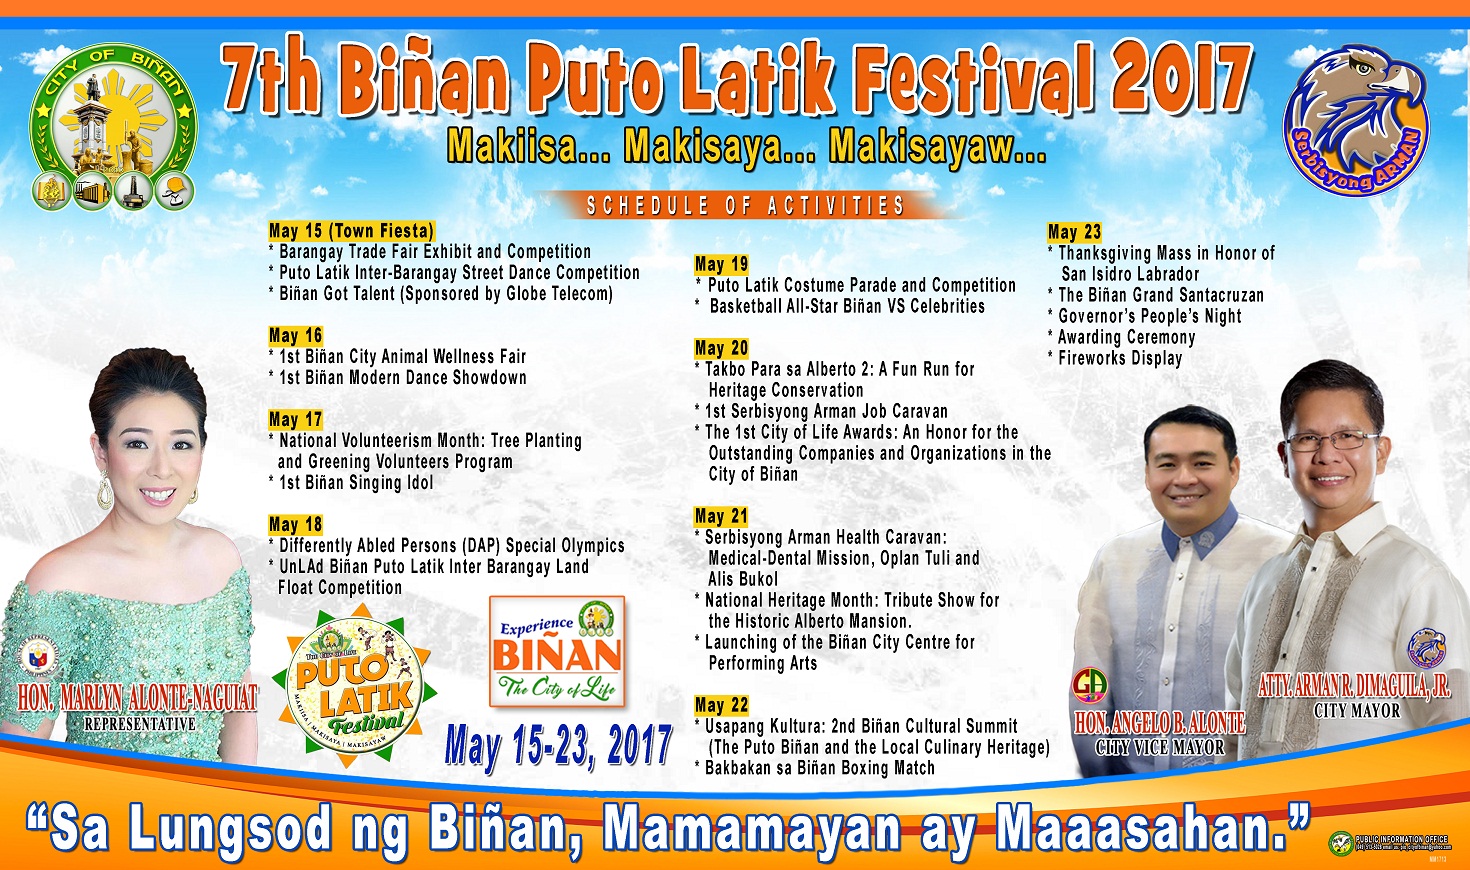 CITY OF BIÑAN
7th Biñan Puto Latik Festival 2017
Makiisa... Makisaya... Makisayaw...
Serbisyong ARMAN
SCHEDULE OF ACTIVITIES
May 15 (Town Fiesta)
* Barangay Trade Fair Exhibit and Competition
* Puto Latik Inter-Barangay Street Dance Competition
* Biñan Got Talent (Sponsored by Globe Telecom)
May 16
* 1st Biñan City Animal Wellness Fair
* 1st Biñan Modern Dance Showdown
May 17
* National Volunteerism Month: Tree Planting
and Greening Volunteers Program
* 1st Biñan Singing Idol
May 18
* Differently Abled Persons (DAP) Special Olympics
* UnLAd Biñan Puto Latik Inter Barangay Land
Float Competition
May 19
* Puto Latik Costume Parade and Competition
* Basketball All-Star Biñan VS Celebrities
May 20
* Takbo Para sa Alberto 2: A Fun Run for
Heritage Conservation
* 1st Serbisyong Arman Job Caravan
* The 1st City of Life Awards: An Honor for the
Outstanding Companies and Organizations in the
City of Biñan
May 21
* Serbisyong Arman Health Caravan:
Medical-Dental Mission, Oplan Tuli and
Alis Bukol
* National Heritage Month: Tribute Show for
the Historic Alberto Mansion.
* Launching of the Biñan City Centre for
Performing Arts
May 22
* Usapang Kultura: 2nd Biñan Cultural Summit
(The Puto Biñan and the Local Culinary Heritage)
* Bakbakan sa Biñan Boxing Match
May 23
* Thanksgiving Mass in Honor of
San Isidro Labrador
* The Biñan Grand Santacruzan
* Governor's People's Night
* Awarding Ceremony
* Fireworks Display
HON. MARLYN ALONTE-NAGUIAT
REPRESENTATIVE
The City of Life
PUTO
LATIK
Festival
MAKIISA | MAKISAYA | MAKISAYAW
Experience
BIÑAN
The City of Life
May 15-23, 2017
GA
HON. ANGELO B. ALONTE
CITY VICE MAYOR
Serbisyong ARMAN
ATTY. ARMAN R. DIMAGUILA, JR.
CITY MAYOR
“Sa Lungsod ng Biñan, Mamamayan ay Maaasahan.”
PUBLIC INFORMATION OFFICE